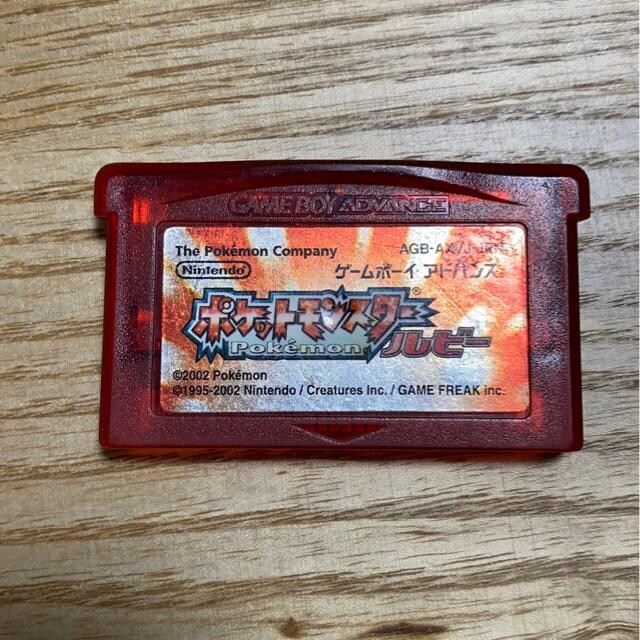 GAME BOY ADVANCE
The Pokémon Company
Nintendo
ゲームボーイ アドバンス
ポケットモンスター
Pokémon
ルビー
©2002 Pokémon
©1995-2002 Nintendo / Creatures inc. / GAME FREAK inc.